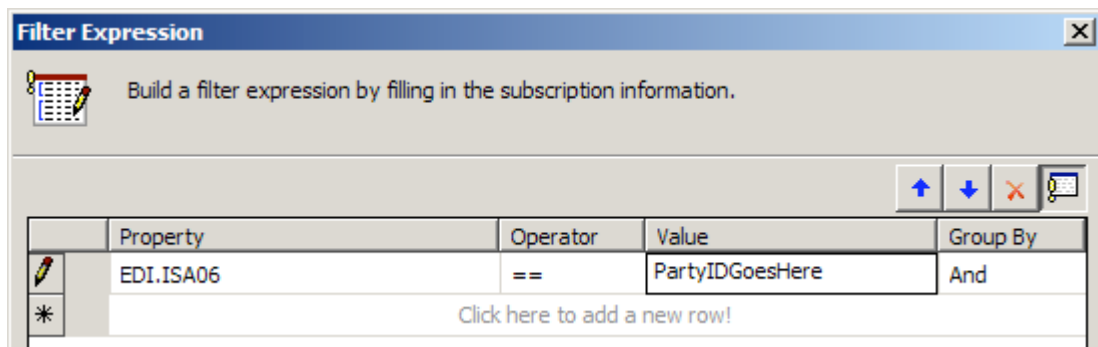 Filter Expression
Build a filter expression by filling in the subscription information.
Property Operator Value Group By
EDI.ISA06 == PartyIDGoesHere And
Click here to add a new row!